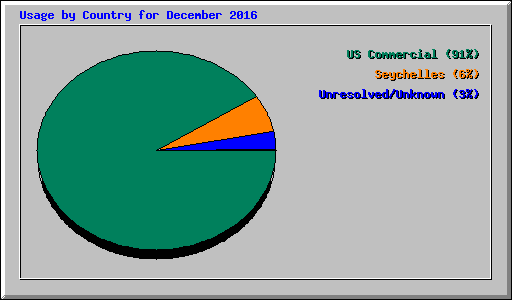 Usage by Country for December 2016
US Commercial (91%)
Seychelles (6%)
Unresolved/Unknown (3%)